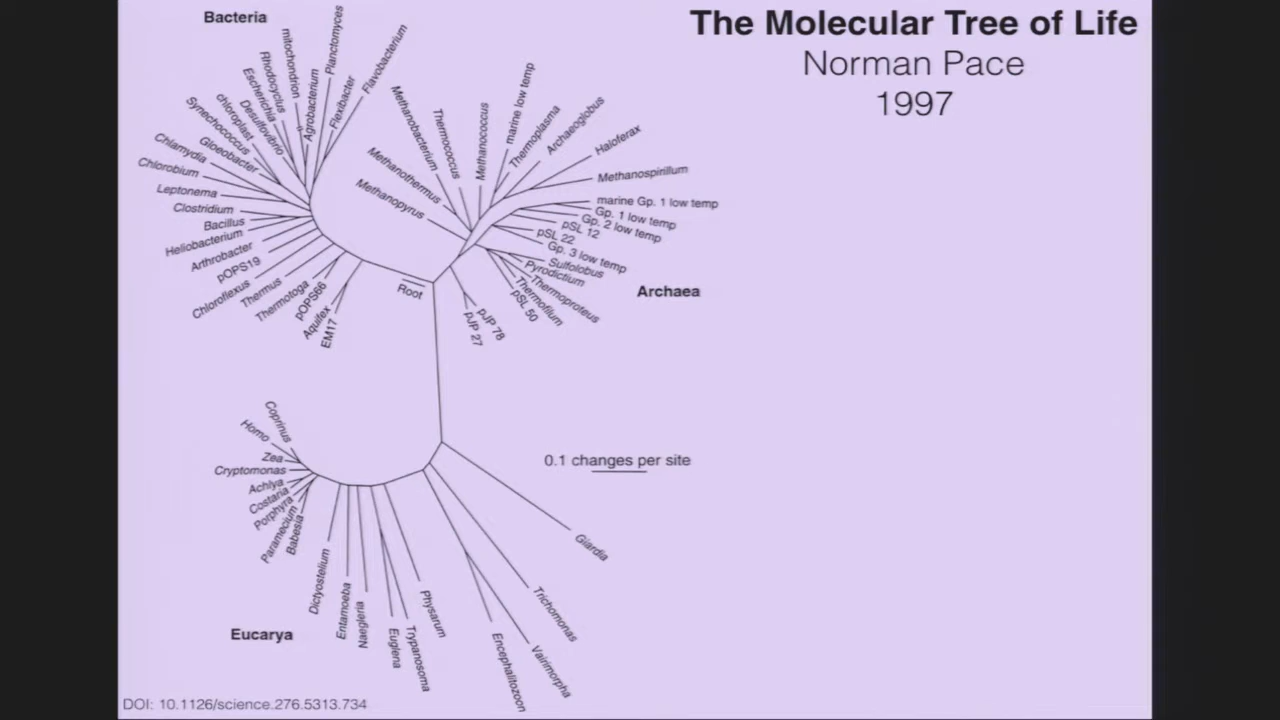 The Molecular Tree of Life
Norman Pace
1997
Bacteria
Planctomyces
Flavobacterium
mitochondrion
Rhodocyclus
Escherichia
Desulfovibrio
Agrobacterium
Flexibacter
chloroplast
Synechococcus
Gloeobacter
Chlamydia
Chlorobium
Leptonema
Clostridium
Bacillus
Heliobacterium
Arthrobacter
pOPS19
Chloroflexus
Thermus
Thermotoga
pOPS66
Aquifex
EM17
Root
Methanobacterium
Thermococcus
Methanothermus
Methanopyrus
Methanococcus
marine low temp
Thermoplasma
Archaeoglobus
Haloferax
Methanospirillum
marine Gp. 1 low temp
Gp. 1 low temp
Gp. 2 low temp
pSL 12
pSL 22
Gp. 3 low temp
Sulfolobus
Pyrodictium
Thermoproteus
Thermofilum
pSL 50
pJP 78
pJP 27
Archaea
Coprinus
Homo
Zea
Cryptomonas
Achlya
Costaria
Porphyra
Paramecium
Babesia
Dictyostelium
Entamoeba
Naegleria
Euglena
Trypanosoma
Physarum
Encephalitozoon
Vairimorpha
Trichomonas
Giardia
0.1 changes per site
Eucarya
DOI: 10.1126/science.276.5313.734